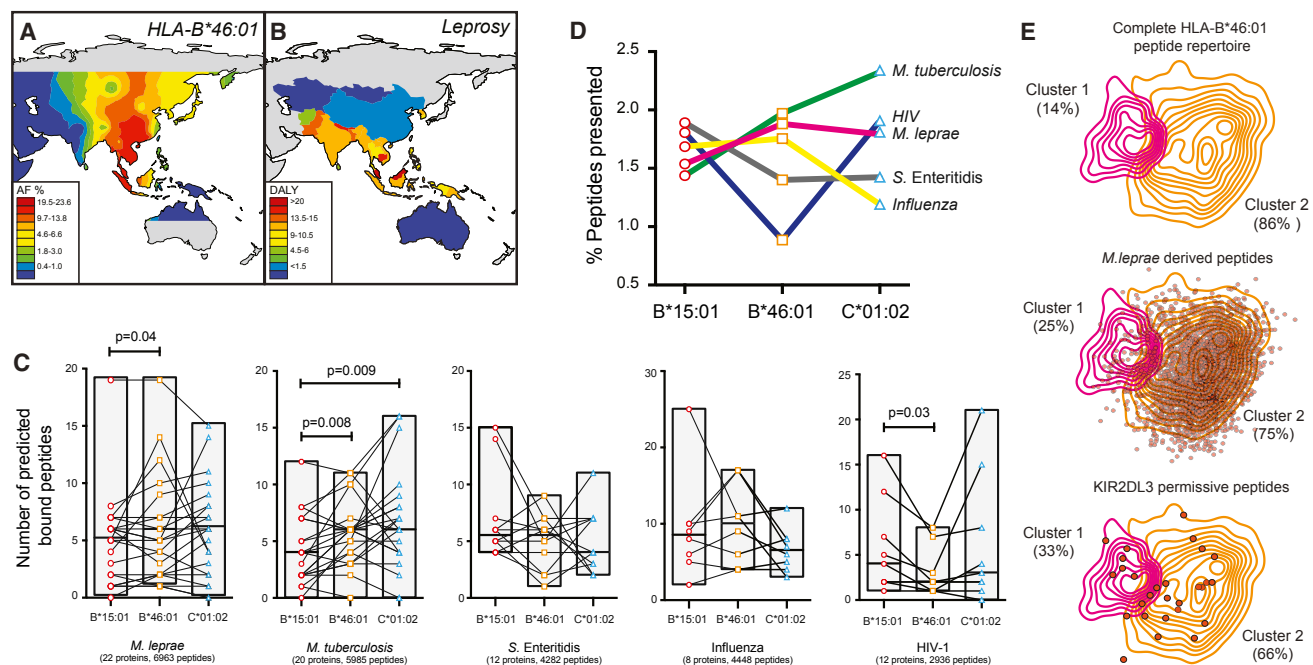 A
HLA-B*46:01
AF %
19.5-23.6
9.7-13.8
4.6-6.6
1.8-3.0
0.4-1.0
B
Leprosy
DALY
>20
13.5-15
9-10.5
4.5-6
<1.5
C
Number of predicted
bound peptides
p=0.04
20
15
10
5
0
B*15:01
B*46:01
C*01:02
M. leprae
(22 proteins, 6963 peptides)
p=0.009
p=0.008
20
15
10
5
0
B*15:01
B*46:01
C*01:02
M. tuberculosis
(20 proteins, 5985 peptides)
20
15
10
5
0
B*15:01
B*46:01
C*01:02
S. Enteritidis
(12 proteins, 4282 peptides)
30
20
10
0
B*15:01
B*46:01
C*01:02
Influenza
(8 proteins, 4448 peptides)
p=0.03
25
20
15
10
5
0
B*15:01
B*46:01
C*01:02
HIV-1
(12 proteins, 2936 peptides)
D
% Peptides presented
2.5
2.0
1.5
1.0
0.5
B*15:01
B*46:01
C*01:02
M. tuberculosis
HIV
M. leprae
S. Enteritidis
Influenza
E
Complete HLA-B*46:01
peptide repertoire
Cluster 1
(14%)
Cluster 2
(86% )
M.leprae derived peptides
Cluster 1
(25%)
Cluster 2
(75%)
KIR2DL3 permissive peptides
Cluster 1
(33%)
Cluster 2
(66%)